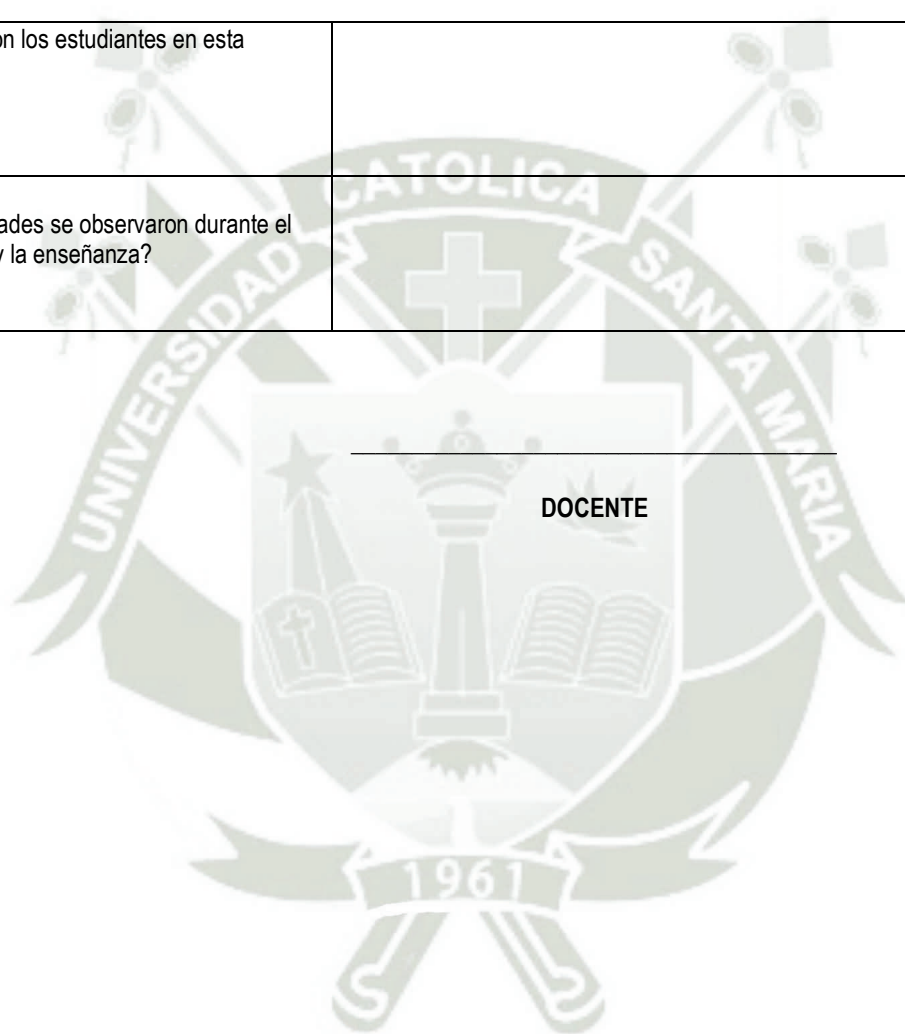 on los estudiantes en esta
ades se observaron durante el
y la enseñanza?
UNIVERSIDAD CATOLICA SANTA MARIA
DOCENTE
1961